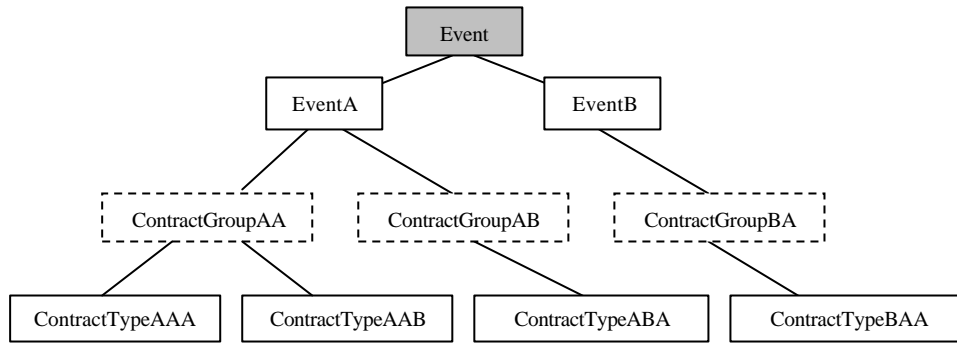 Event
EventA
EventB
ContractGroupAA
ContractGroupAB
ContractGroupBA
ContractTypeAAA
ContractTypeAAB
ContractTypeABA
ContractTypeBAA